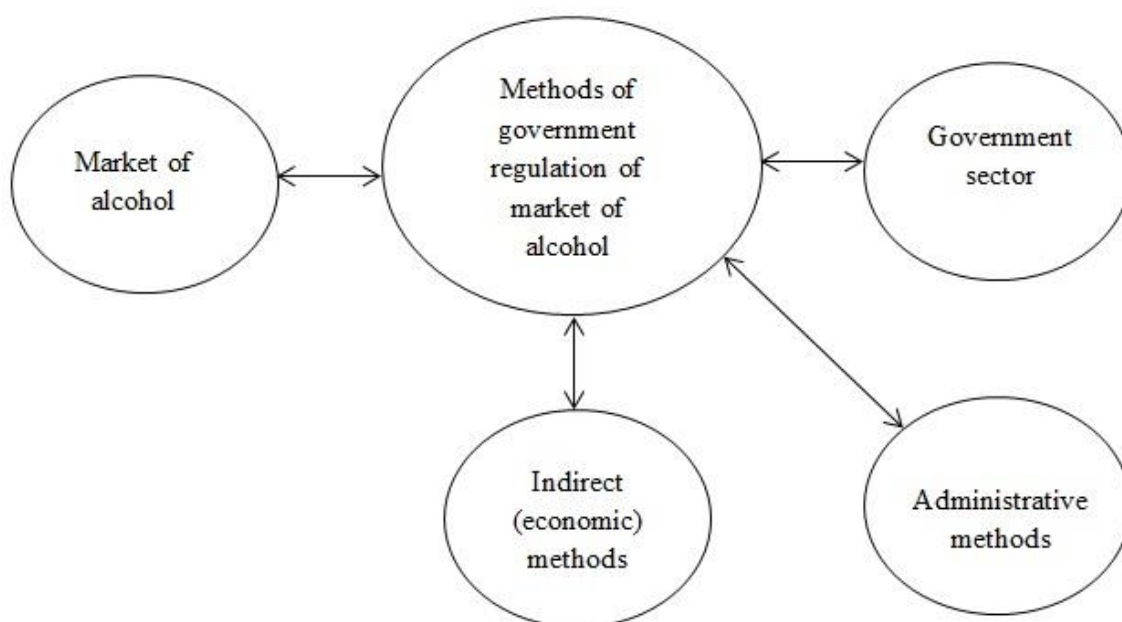 Market of
alcohol
Methods of
government
regulation of
market of
alcohol
Government
sector
Indirect
(economic)
methods
Administrative
methods